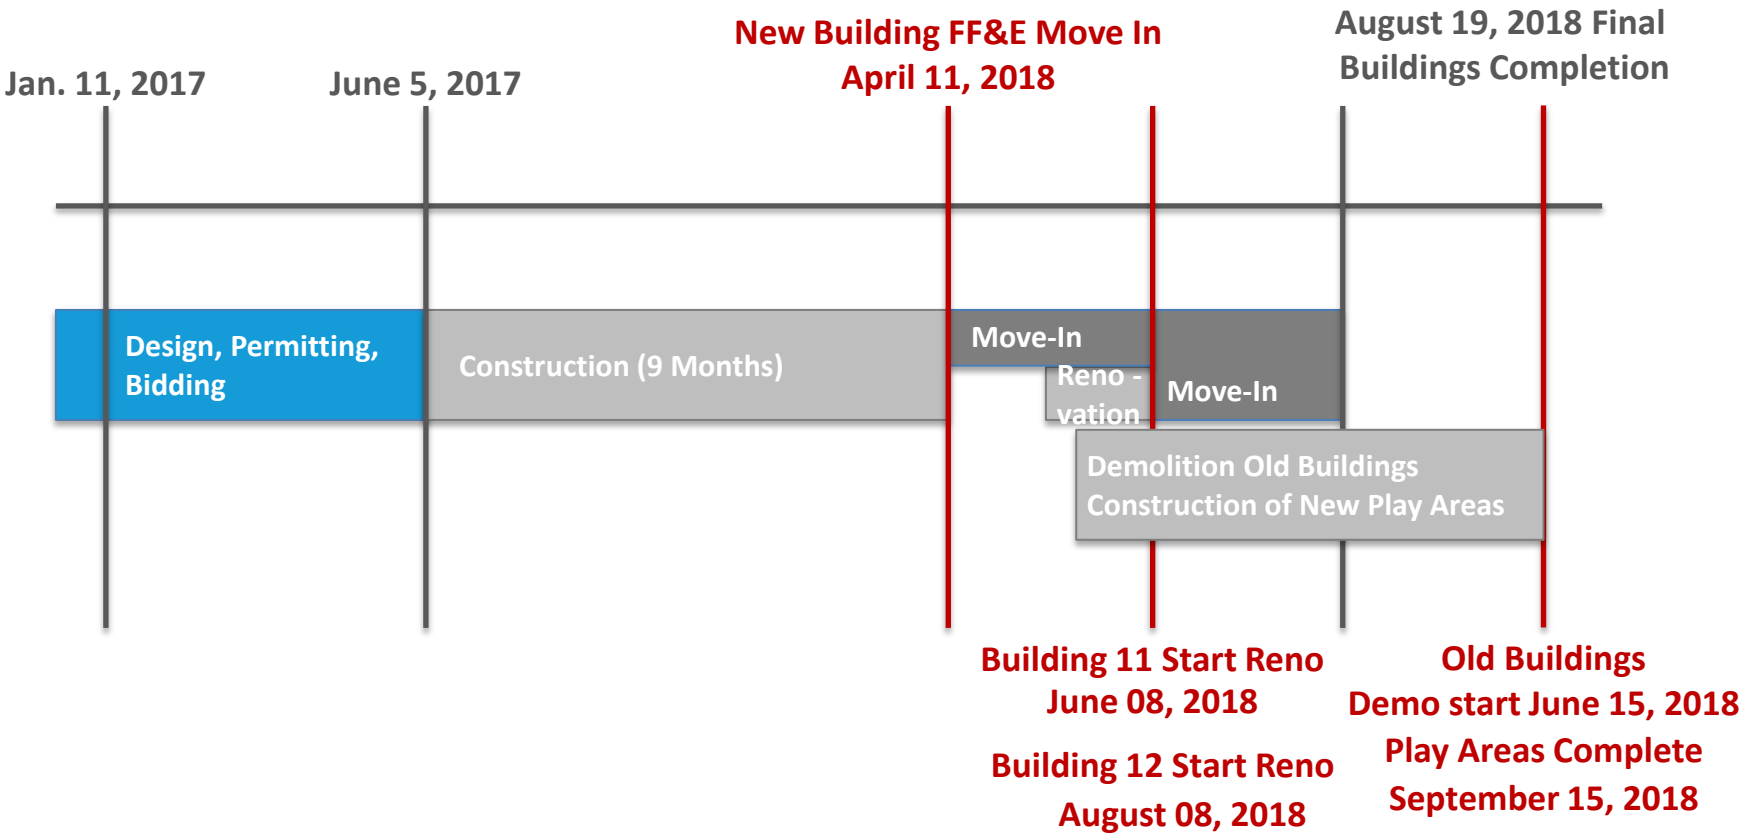 Jan. 11, 2017
June 5, 2017
New Building FF&E Move In
April 11, 2018
August 19, 2018 Final
Buildings Completion
Design, Permitting,
Bidding
Construction (9 Months)
Move-In
Reno -
vation
Move-In
Demolition Old Buildings
Construction of New Play Areas
Building 11 Start Reno
June 08, 2018
Building 12 Start Reno
August 08, 2018
Old Buildings
Demo start June 15, 2018
Play Areas Complete
September 15, 2018